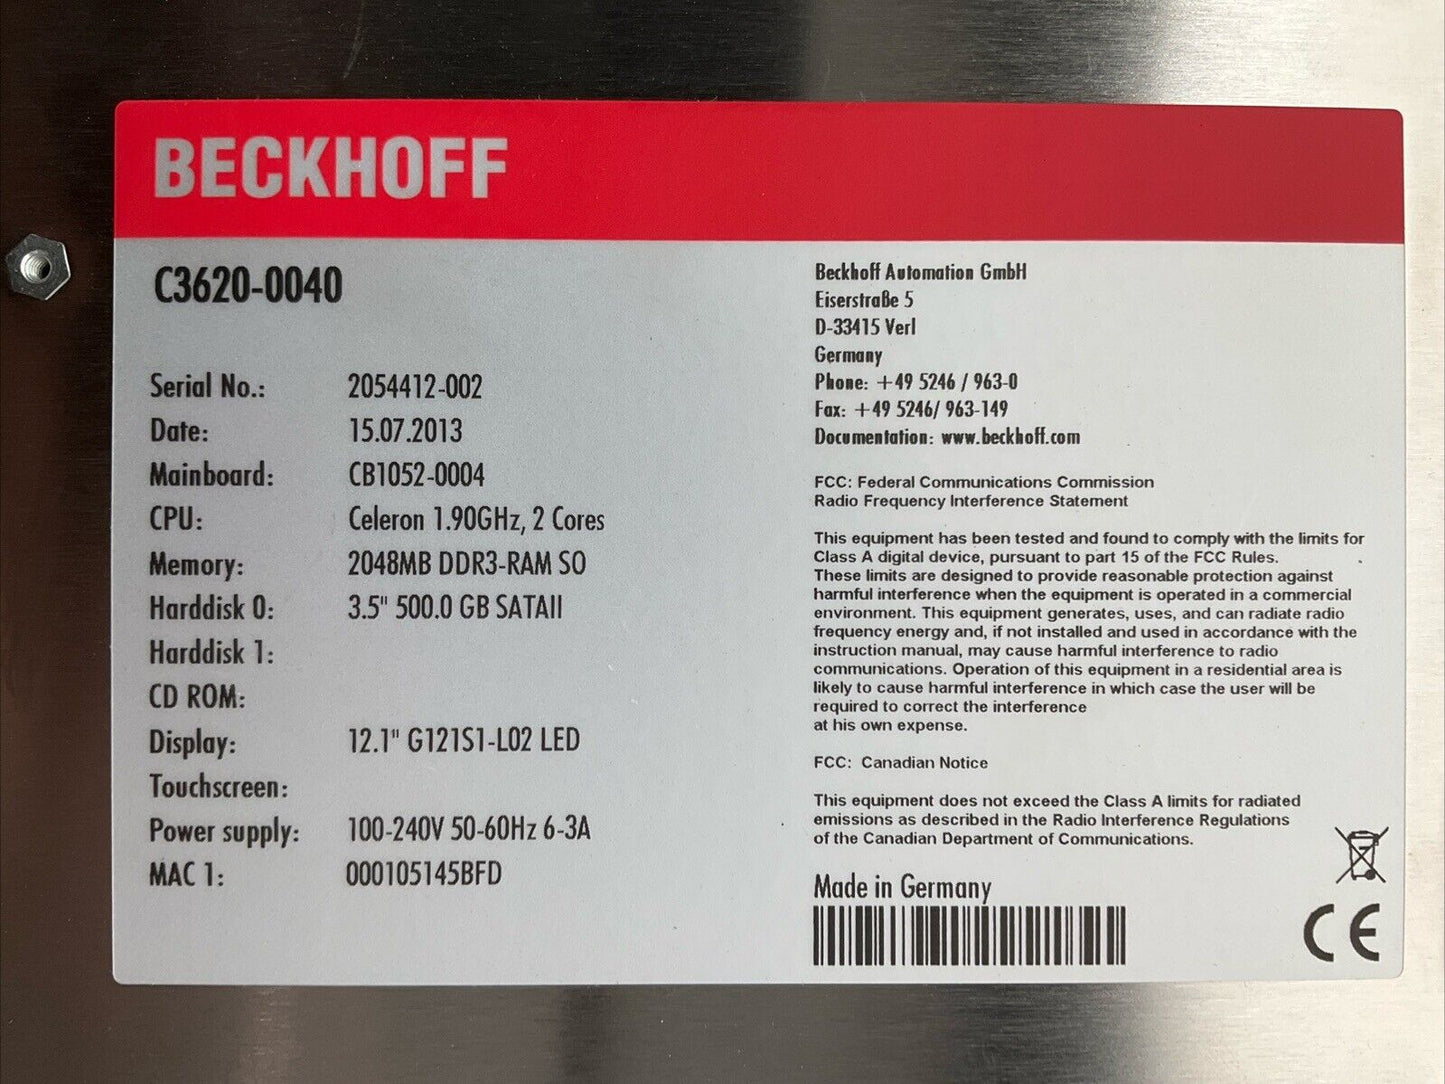 BECKHOFF
C3620-0040
Serial No.: 2054412-002
Date: 15.07.2013
Mainboard: CB1052-0004
CPU: Celeron 1.90GHz, 2 Cores
Memory: 2048MB DDR3-RAM SO
Harddisk 0: 3.5" 500.0 GB SATAII
Harddisk 1:
CD ROM:
Display: 12.1" G121S1-L02 LED
Touchscreen:
Power supply: 100-240V 50-60Hz 6-3A
MAC 1: 000105145BFD
Beckhoff Automation GmbH
Eiserstraße 5
D-33415 Verl
Germany
Phone: +49 5246 / 963-0
Fax: +49 5246/ 963-149
Documentation: www.beckhoff.com
FCC: Federal Communications Commission
Radio Frequency Interference Statement
This equipment has been tested and found to comply with the limits for
Class A digital device, pursuant to part 15 of the FCC Rules.
These limits are designed to provide reasonable protection against
harmful interference when the equipment is operated in a commercial
environment. This equipment generates, uses, and can radiate radio
frequency energy and, if not installed and used in accordance with the
instruction manual, may cause harmful interference to radio
communications. Operation of this equipment in a residential area is
likely to cause harmful interference in which case the user will be
required to correct the interference
at his own expense.
FCC: Canadian Notice
This equipment does not exceed the Class A limits for radiated
emissions as described in the Radio Interference Regulations
of the Canadian Department of Communications.
Made in Germany
CE